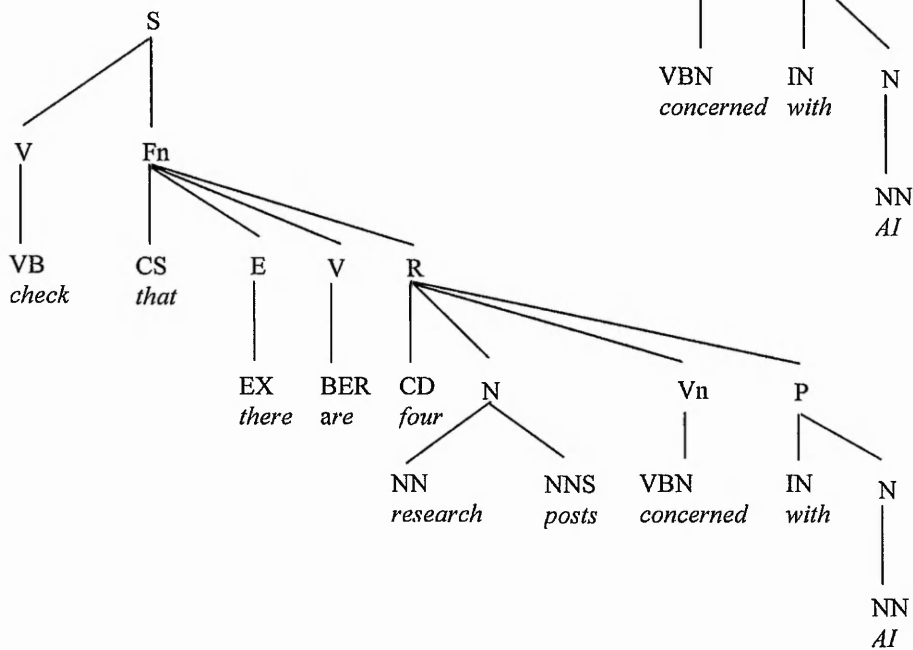 S
VBN IN N
concerned with
V Fn
NN
AI
VB CS E V R
check that
EX BER CD N Vn P
there are four
NN NNS VBN IN N
research posts concerned with
NN
AI